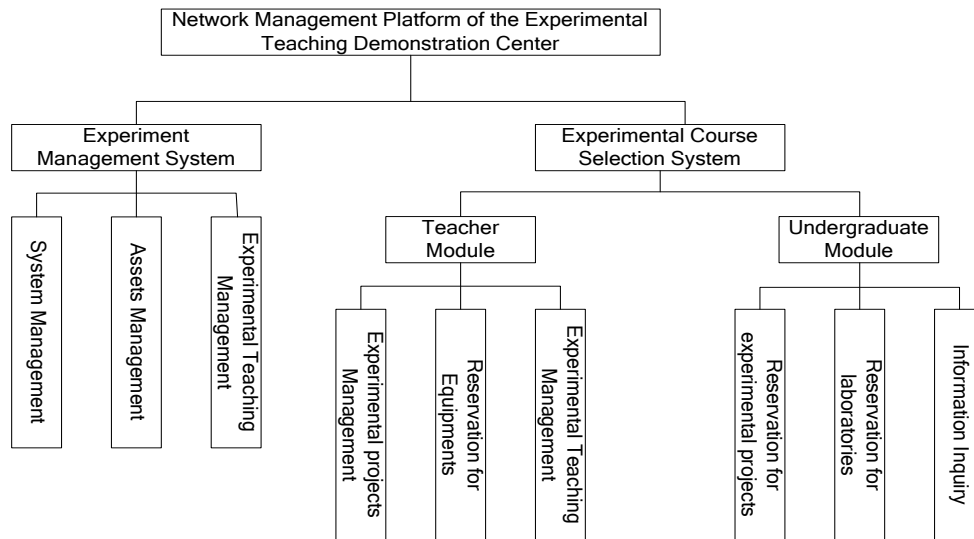 Network Management Platform of the Experimental
Teaching Demonstration Center
Experiment
Management System
Experimental Course
Selection System
System Management
Assets Management
Experimental Teaching
Management
Teacher
Module
Undergraduate
Module
Experimental projects
Management
Reservation for
Equipments
Experimental Teaching
Management
Reservation for
experimental projects
Reservation for
laboratories
Information Inquiry